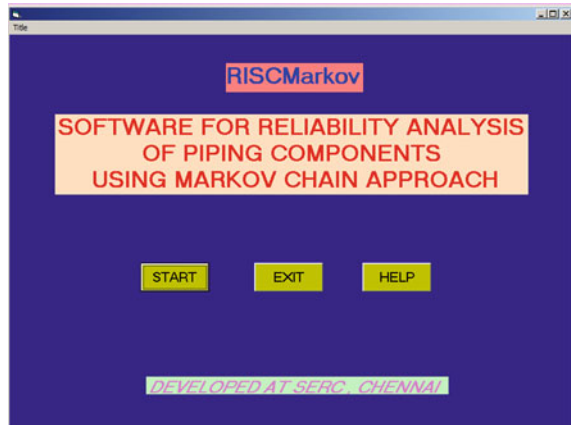 Title
RISCMarkov
SOFTWARE FOR RELIABILITY ANALYSIS
OF PIPING COMPONENTS
USING MARKOV CHAIN APPROACH
START EXIT HELP
DEVELOPED AT SERC , CHENNAI